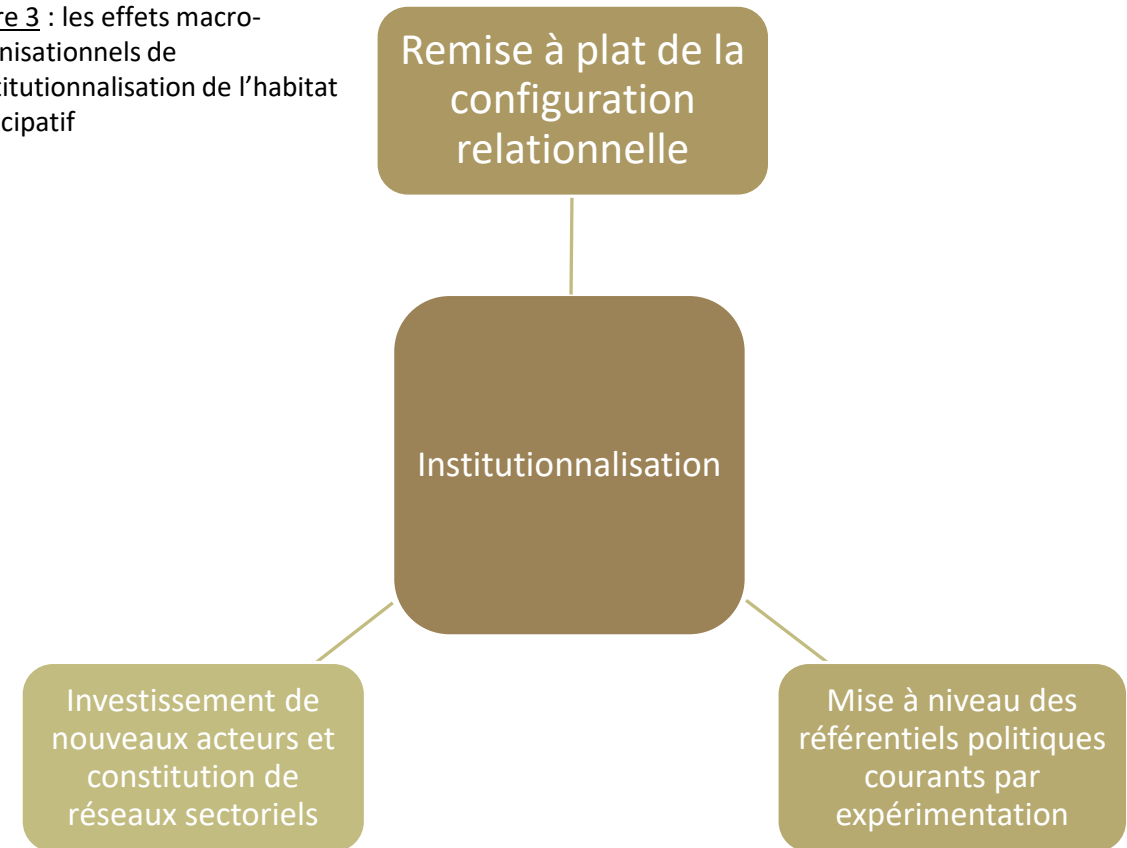 re 3 : les effets macro-
nisationnels de
titutionnalisation de l’habitat
cipatif
Remise à plat de la
configuration
relationnelle
Institutionnalisation
Investissement de
nouveaux acteurs et
constitution de
réseaux sectoriels
Mise à niveau des
référentiels politiques
courants par
expérimentation